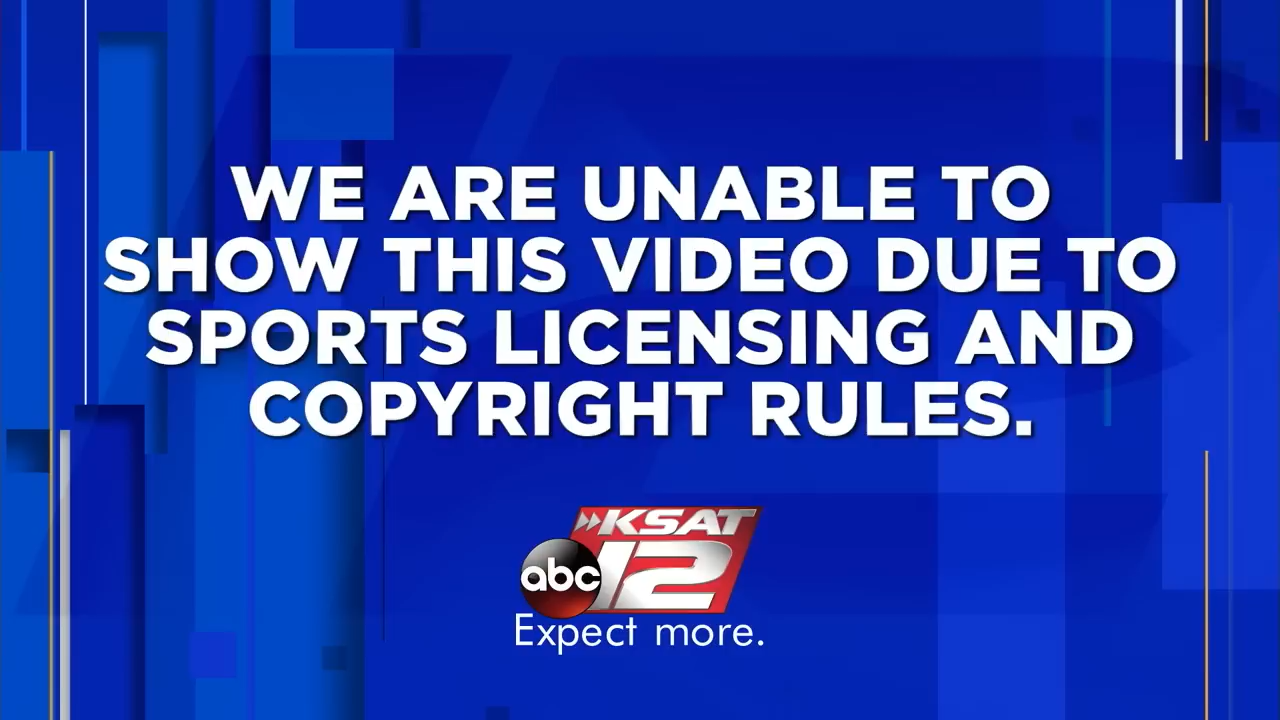 WE ARE UNABLE TO
SHOW THIS VIDEO DUE TO
SPORTS LICENSING AND
COPYRIGHT RULES.
KSAT
abc 12
Expect more.